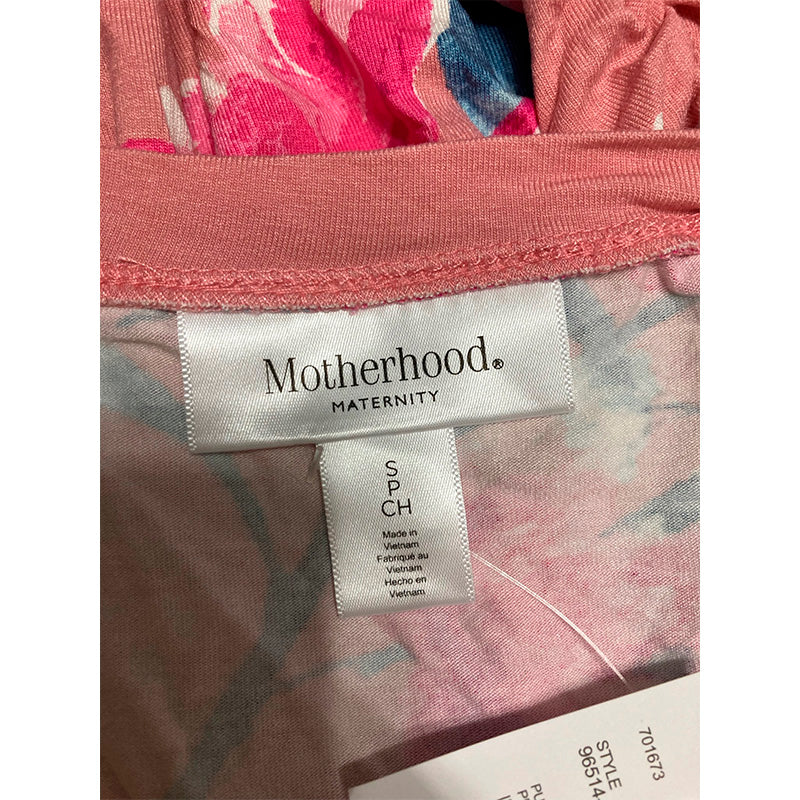 Motherhood®
MATERNITY
S
P
CH
Made in
Vietnam
Fabriqué au
Vietnam
Hecho en
Vietnam
701673
STYLE
96514